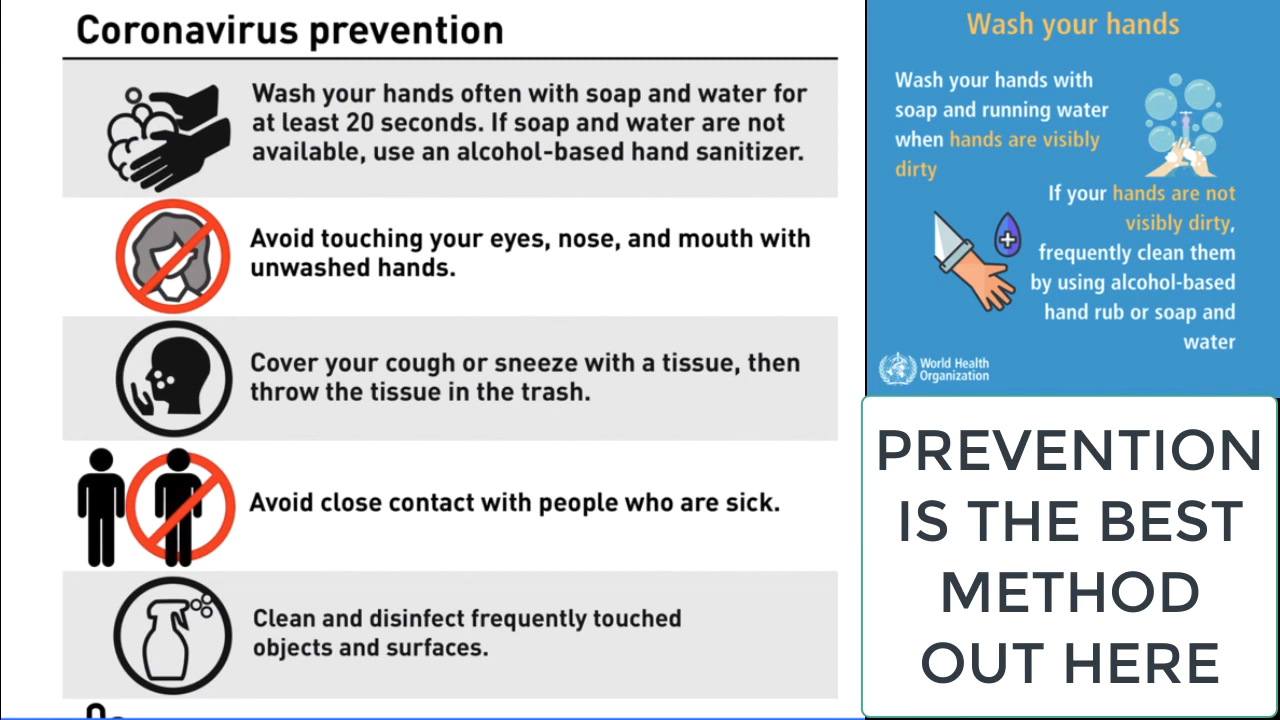 Coronavirus prevention
Wash your hands often with soap and water for
at least 20 seconds. If soap and water are not
available, use an alcohol-based hand sanitizer.
Avoid touching your eyes, nose, and mouth with
unwashed hands.
Cover your cough or sneeze with a tissue, then
throw the tissue in the trash.
Avoid close contact with people who are sick.
Clean and disinfect frequently touched
objects and surfaces.
Wash your hands
Wash your hands with
soap and running water
when hands are visibly
dirty
If your hands are not
visibly dirty,
frequently clean them
by using alcohol-based
hand rub or soap and
water
World Health
Organization
PREVENTION
IS THE BEST
METHOD
OUT HERE